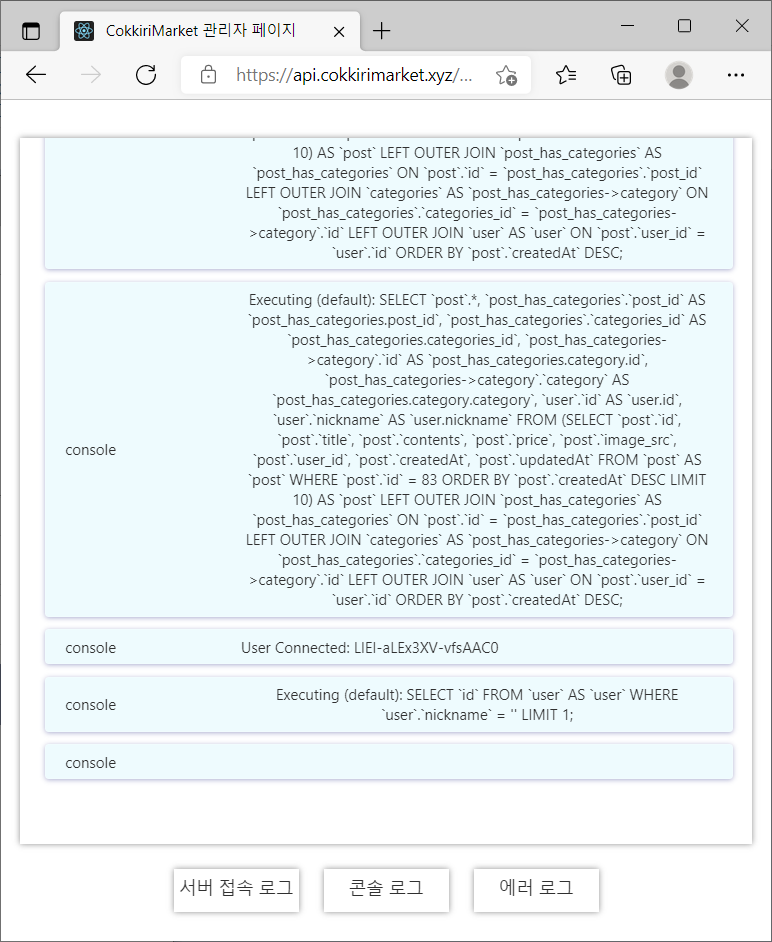 CokkiriMarket 관리자 페이지
https://api.cokkirimarket.xyz/...
10) AS `post` LEFT OUTER JOIN `post_has_categories` AS
`post_has_categories` ON `post`.`id` = `post_has_categories`.`post_id`
LEFT OUTER JOIN `categories` AS `post_has_categories->category` ON
`post_has_categories`.`categories_id` = `post_has_categories-
>category`.`id` LEFT OUTER JOIN `user` AS `user` ON `post`.`user_id` =
`user`.`id` ORDER BY `post`.`createdAt` DESC;
console
Executing (default): SELECT `post`.*, `post_has_categories`.`post_id` AS
`post_has_categories.post_id`, `post_has_categories`.`categories_id` AS
`post_has_categories.categories_id`, `post_has_categories-
>category`.`id` AS `post_has_categories.category.id`,
`post_has_categories->category`.`category` AS
`post_has_categories.category.category`, `user`.`id` AS `user.id`,
`user`.`nickname` AS `user.nickname` FROM (SELECT `post`.`id`,
`post`.`title`, `post`.`contents`, `post`.`price`, `post`.`image_src`,
`post`.`user_id`, `post`.`createdAt`, `post`.`updatedAt` FROM `post` AS
`post` WHERE `post`.`id` = 83 ORDER BY `post`.`createdAt` DESC LIMIT
10) AS `post` LEFT OUTER JOIN `post_has_categories` AS
`post_has_categories` ON `post`.`id` = `post_has_categories`.`post_id`
LEFT OUTER JOIN `categories` AS `post_has_categories->category` ON
`post_has_categories`.`categories_id` = `post_has_categories-
>category`.`id` LEFT OUTER JOIN `user` AS `user` ON `post`.`user_id` =
`user`.`id` ORDER BY `post`.`createdAt` DESC;
console User Connected: LIEI-aLEx3XV-vfsAAC0
console
Executing (default): SELECT `id` FROM `user` AS `user` WHERE
`user`.`nickname` = '' LIMIT 1;
console
서버 접속 로그 콘솔 로그 에러 로그